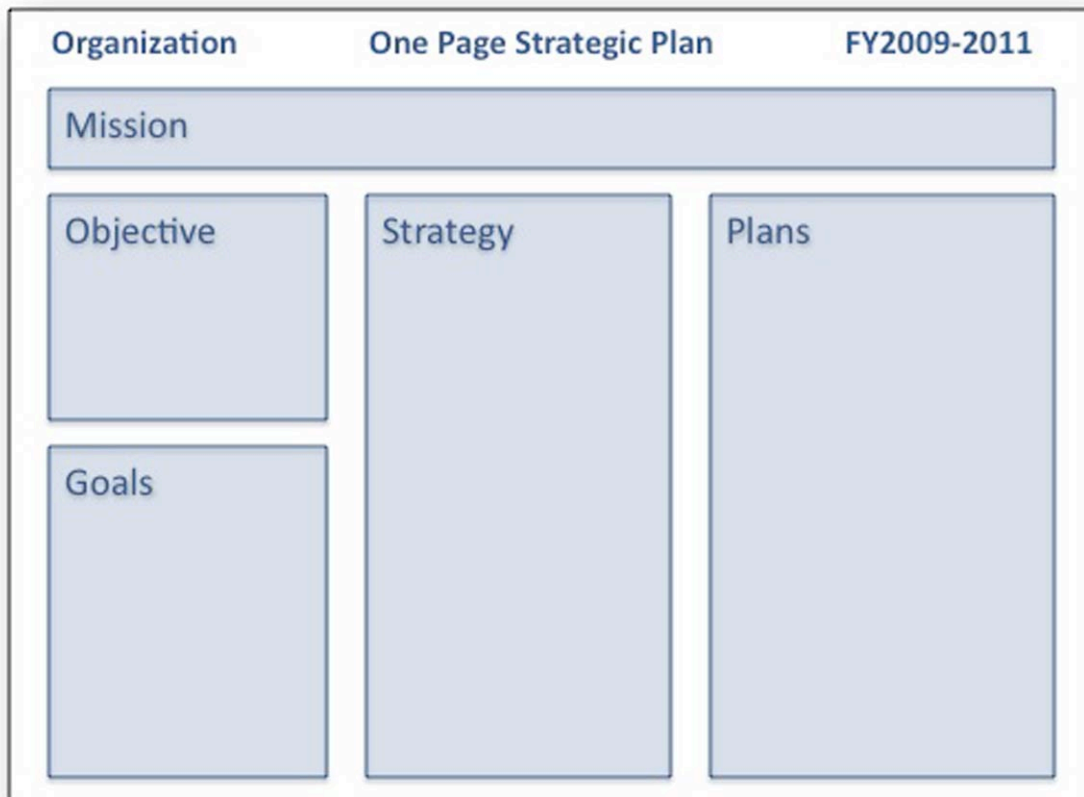 Organization One Page Strategic Plan FY2009-2011
Mission
Objective
Strategy
Plans
Goals